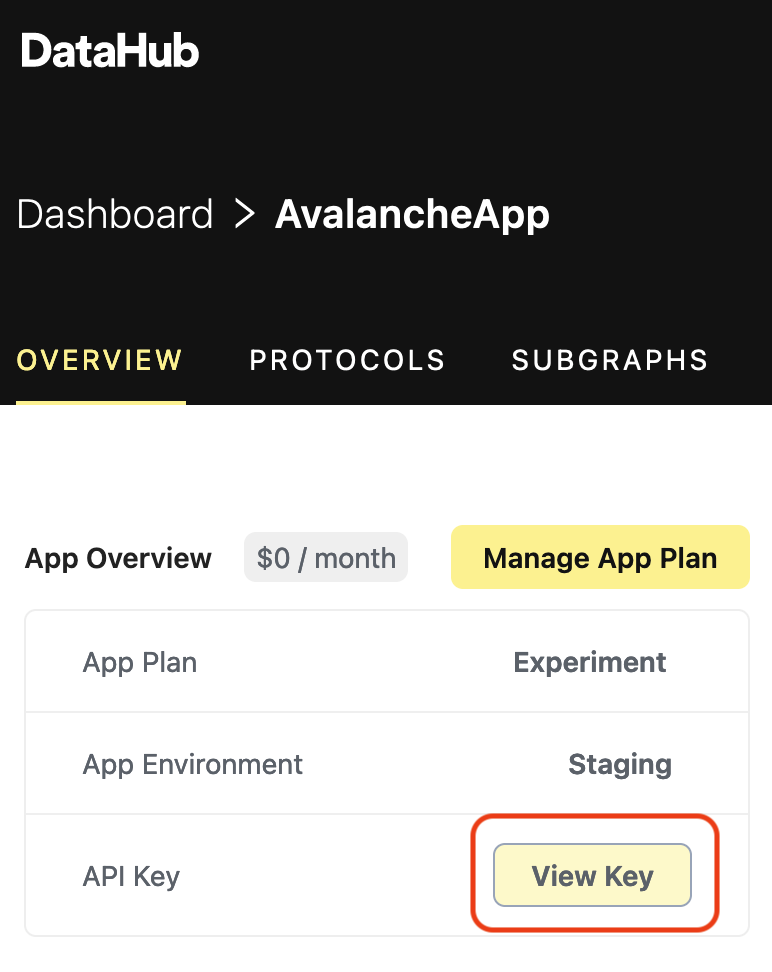 DataHub
Dashboard > AvalancheApp
OVERVIEW PROTOCOLS SUBGRAPHS
App Overview $0 / month Manage App Plan
App Plan Experiment
App Environment Staging
API Key View Key